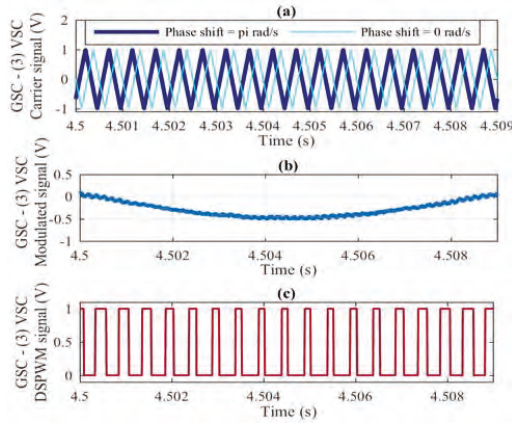 (a)
Phase shift = pi rad/s
Phase shift = 0 rad/s
GSC - (3) VSC
Carrier signal (V)
2
1
0
-1
4.5 4.501 4.502 4.503 4.504 4.505 4.506 4.507 4.508 4.509
Time (s)
(b)
GSC - (3) VSC
Modulated signal (V)
0.5
0
-0.5
-1
4.5 4.502 4.504 4.506 4.508
Time (s)
(c)
GSC - (3) VSC
DSPWM signal (V)
1
0.5
0
4.5 4.502 4.504 4.506 4.508
Time (s)